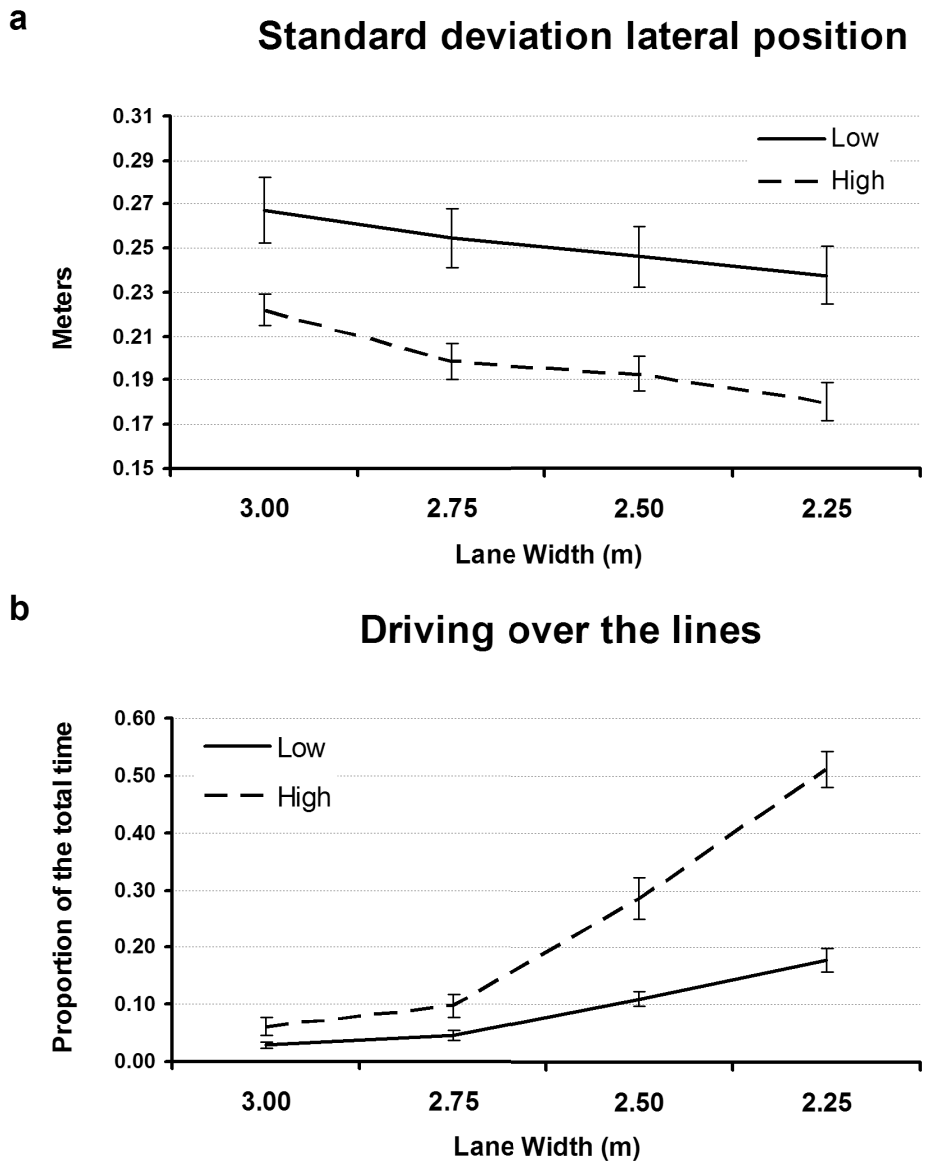 a
Standard deviation lateral position
0.31
0.29
0.27
0.25
0.23
0.21
0.19
0.17
0.15
Meters
Low
High
3.00 2.75 2.50 2.25
Lane Width (m)
b
Driving over the lines
0.60
0.50
0.40
0.30
0.20
0.10
0.00
Proportion of the total time
Low
High
3.00 2.75 2.50 2.25
Lane Width (m)